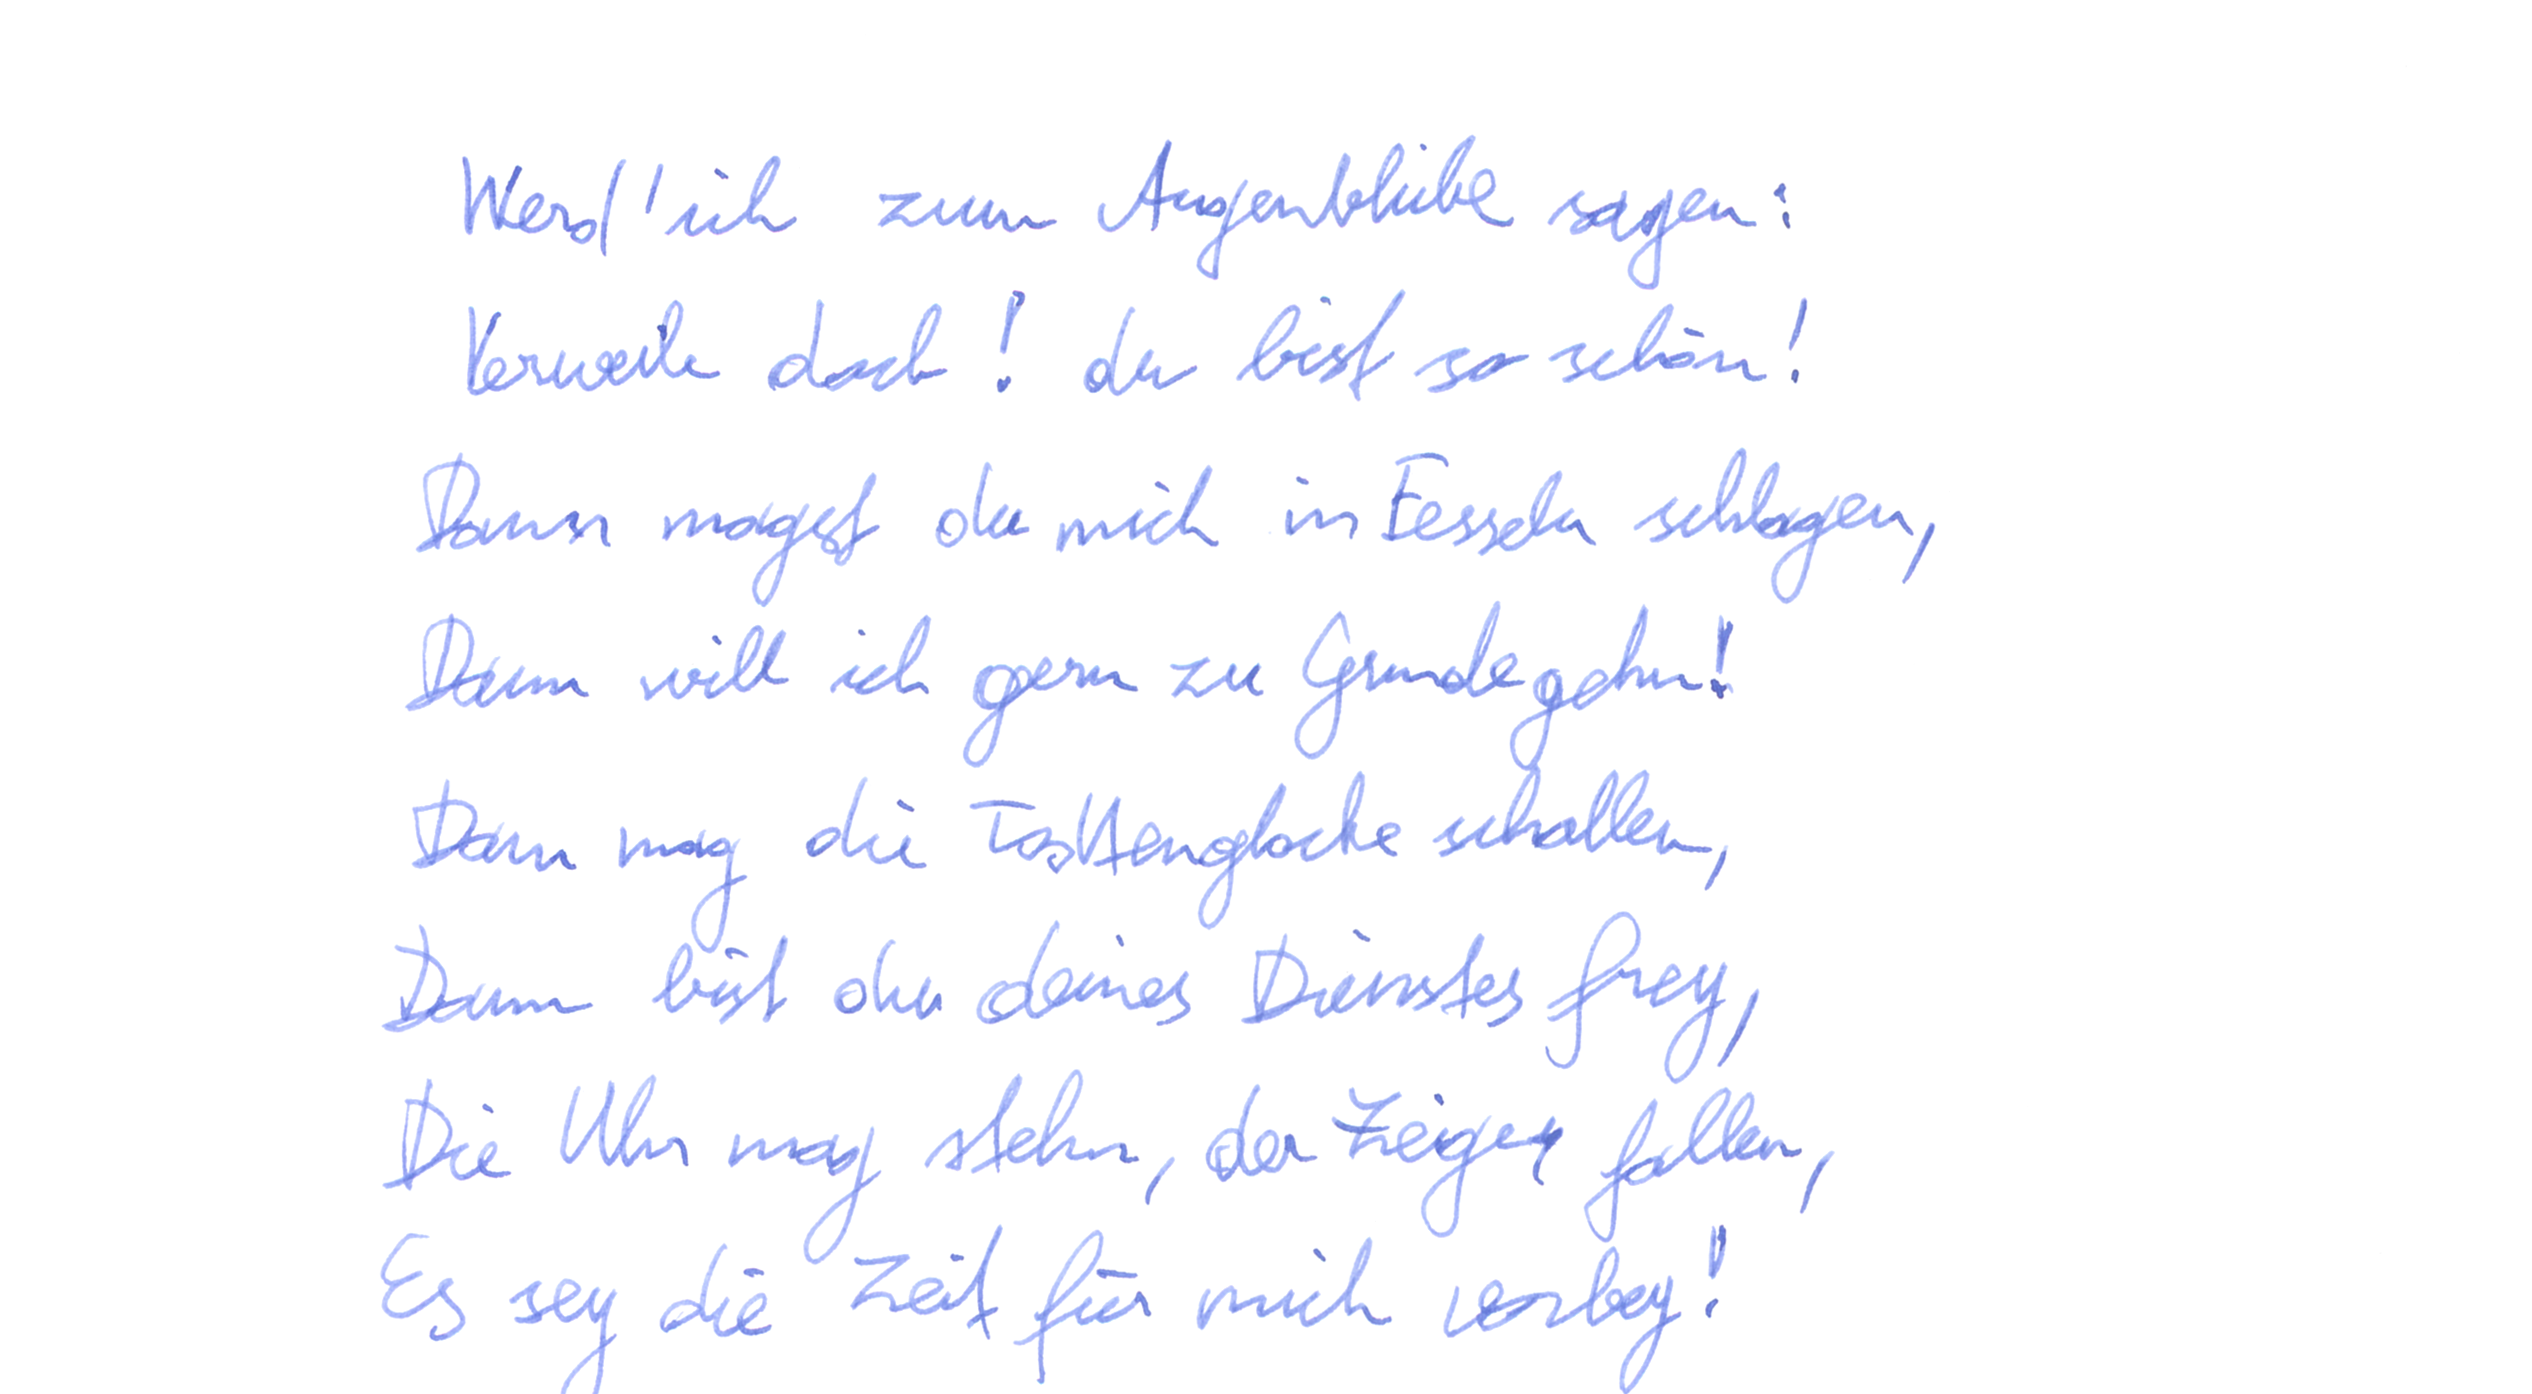 Werd' ich zum Augenblicke sagen:
Verweile doch! du bist so schön!
Dann magst du mich in Fesseln schlagen,
Dann will ich gern zu Grunde gehn!
Dann mag die Todtenglocke schallen,
Dann bist du deines Dienstes frey,
Die Uhr mag stehn, der Zeiger fallen,
Es sey die Zeit für mich vorbey!